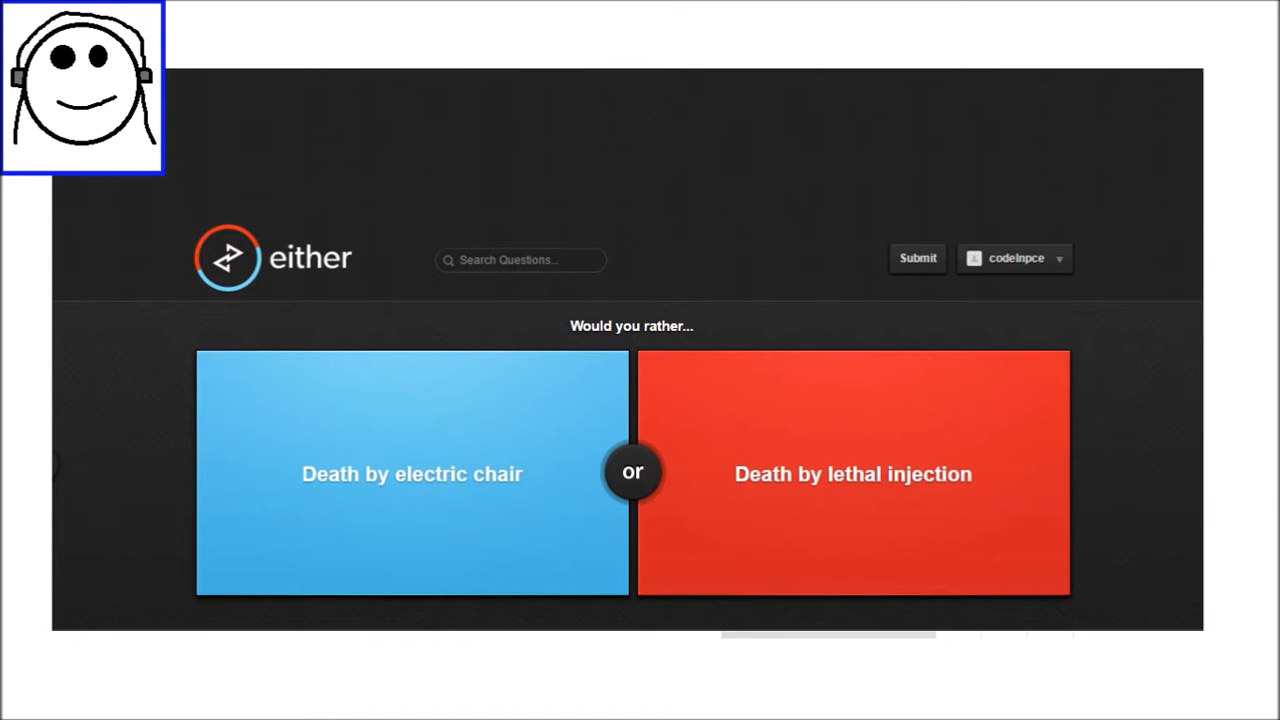 either
Search Questions...
Submit
codelnpce
Would you rather...
Death by electric chair
or
Death by lethal injection